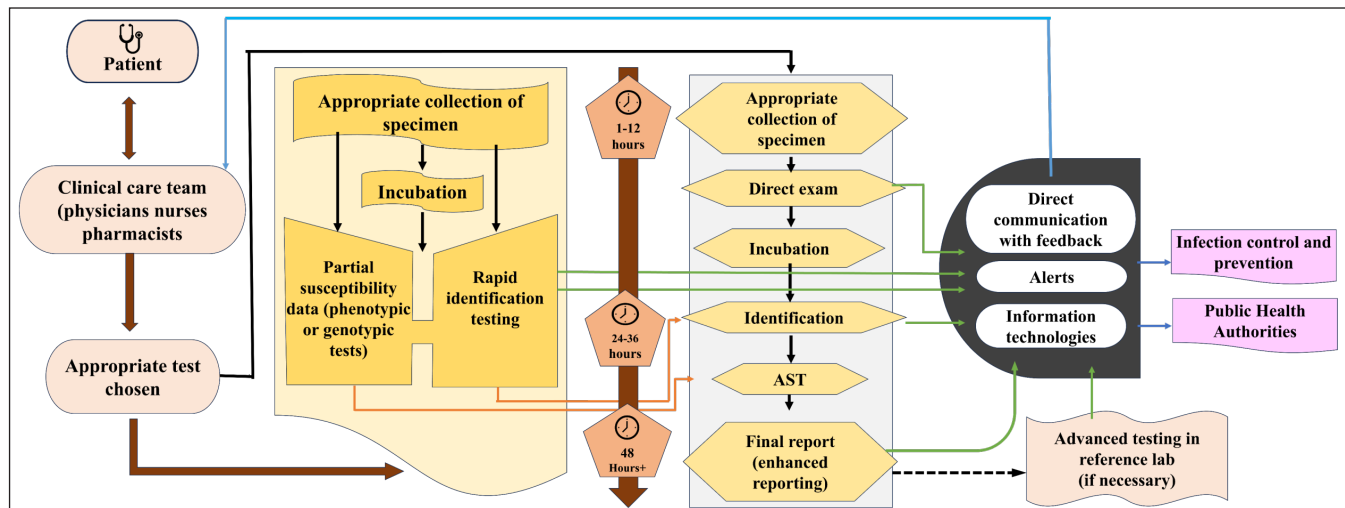 Patient
Clinical care team
(physicians nurses
pharmacists
Appropriate test
chosen
Appropriate collection of
specimen
Incubation
Partial
susceptibility
data (phenotypic
or genotypic
tests)
Rapid
identification
testing
1-12
hours
24-36
hours
48
Hours+
Appropriate
collection of
specimen
Direct exam
Incubation
Identification
AST
Final report
(enhanced
reporting)
Direct
communication
with feedback
Alerts
Information
technologies
Infection control and
prevention
Public Health
Authorities
Advanced testing in
reference lab
(if necessary)